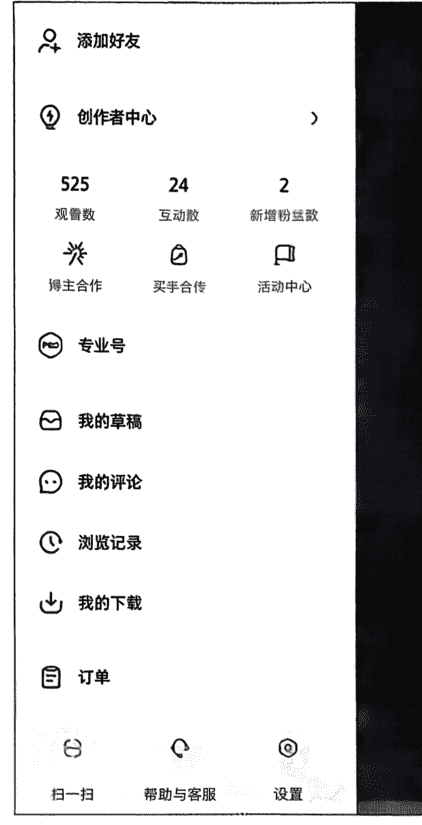 添加好友
创作者中心
525 24 2
观看数 互动数 新增粉丝数
博主合作 买手合作 活动中心
专业号
我的草稿
我的评论
浏览记录
我的下载
订单
扫一扫 帮助与客服 设置